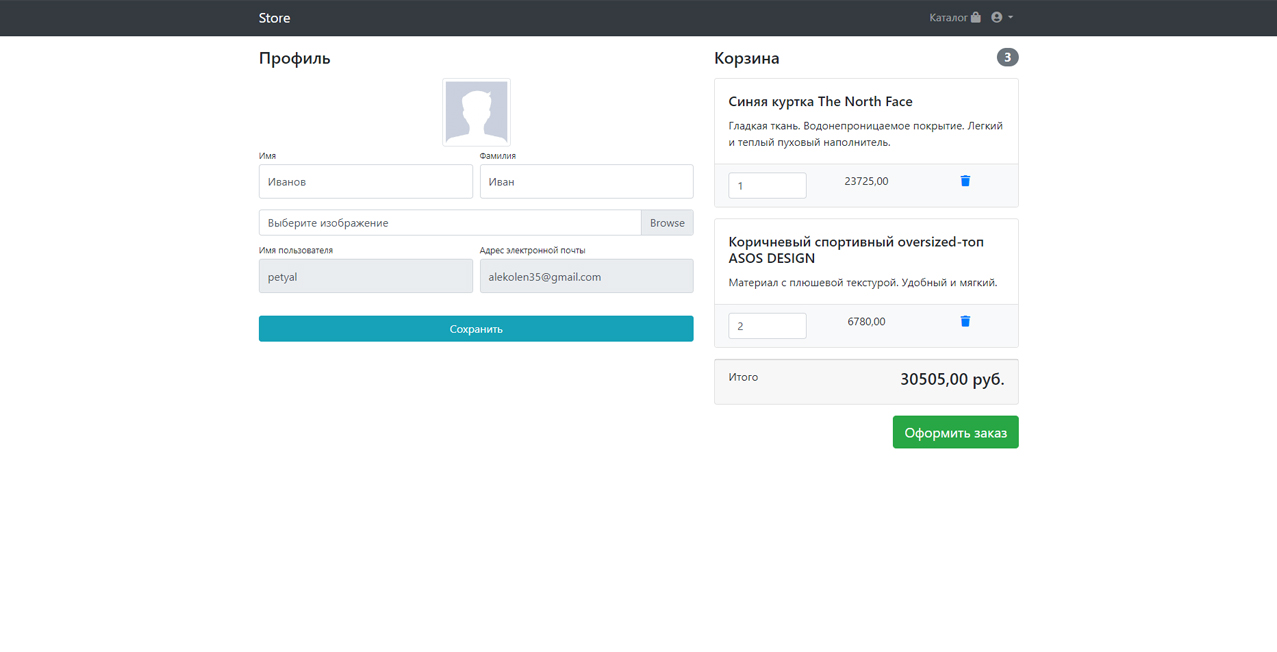 Store
Каталог
Профиль
Имя
Фамилия
Иванов
Иван
Выберите изображение
Browse
Имя пользователя
Адрес электронной почты
petyal
alekolen35@gmail.com
Сохранить
Корзина
3
Синяя куртка The North Face
Гладкая ткань. Водонепроницаемое покрытие. Легкий
и теплый пуховый наполнитель.
1
23725,00
Коричневый спортивный oversized-топ
ASOS DESIGN
Материал с плюшевой текстурой. Удобный и мягкий.
2
6780,00
Итого
30505,00 руб.
Оформить заказ